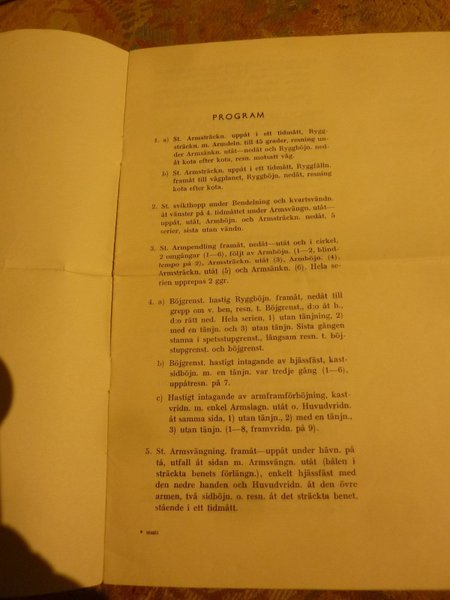 PROGRAM
1. a) St. Armsträckn. uppåt i ett tidmått, Rygg-
sträckn. m. Armdeln. till 45 grader, resning un-
der Armsänkn. utåt—nedåt och Ryggböjn. ned-
åt kota efter kota, resn. motsatt väg.
b) St. Armsträckn. uppåt i ett tidmått, Ryggfälln.
framåt till vågplanet, Ryggböjn. nedåt, resning
kota efter kota.
2. St. svikthopp under Bendelning och kvartsvändn.
åt vänster på 4. tidmåttet under Armsvängn. utåt—
uppåt, utåt, Armböjn. och Armsträckn. nedåt, 5
serier, sista utan vändn.
3. St. Armpendling framåt, nedåt—utåt och i cirkel,
2 omgångar (1—6), följt av Armböjn. (1—2, blind-
tempo på 2), Armsträckn. utåt (3), Armböjn. (4),
Armsträckn. utåt (5) och Armsänkn. (6). Hela se-
rien upprepas 2 ggr.
4. a) Böjgrenst. hastig Ryggböjn. framåt, nedåt till
grepp om v. ben, resn. t. Böjgrenst., d:o åt h.,
d:o rätt ned. Hela serien, 1) utan tänjning, 2)
med en tänjn. och 3) utan tänjn. Sista gången
stanna i spetsstupgrenst., långsam resn. t. böj-
stupgrenst. och böjgrenst.
b) Böjgrenst. hastigt intagande av hjässfäst, kast-
sidböjn. m. en tänjn. var tredje gång (1—6),
uppåtresn. på 7.
c) Hastigt intagande av armframförböjning, kast-
vridn. m. enkel Armslagn. utåt o. Huvudvridn.
åt samma sida, 1) utan tänjn., 2) med en tänjn.,
3) utan tänjn. (1—8, framvridn. på 9).
5. St. Armsvängning, framåt—uppåt under hävn. på
tå, utfall åt sidan m. Armsvängn. utåt (bålen i
sträckta benets förlängn.), enkelt hjässfäst med
den nedre handen och Huvudvridn. åt den övre
armen, två sidböjn. o. resn. åt det sträckta benet,
stående i ett tidmått.